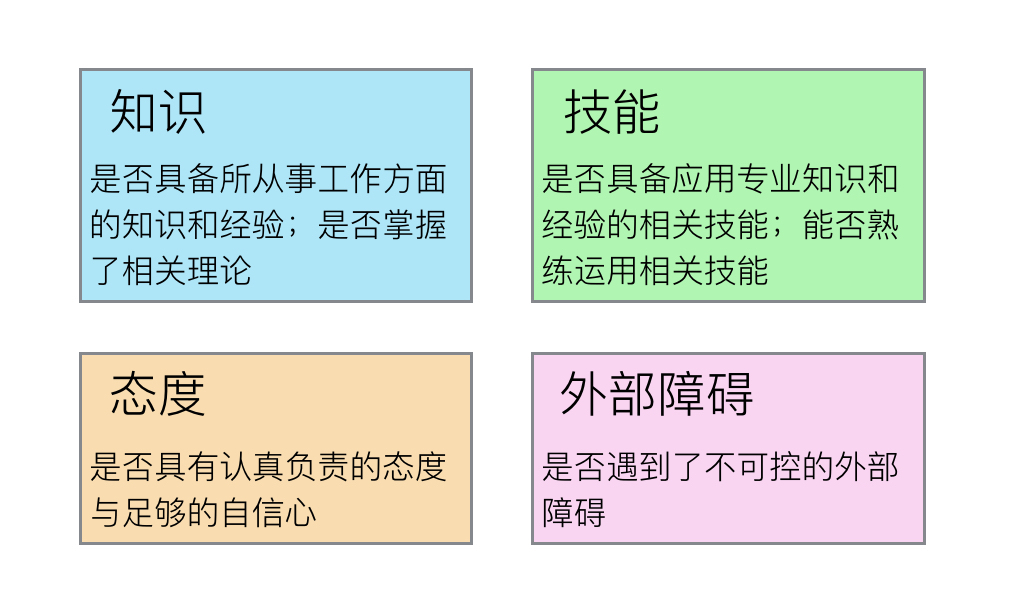 知识
是否具备所从事工作方面
的知识和经验；是否掌握
了相关理论
技能
是否具备应用专业知识和
经验的相关技能；能否熟
练运用相关技能
态度
是否具有认真负责的态度
与足够的自信心
外部障碍
是否遇到了不可控的外部
障碍